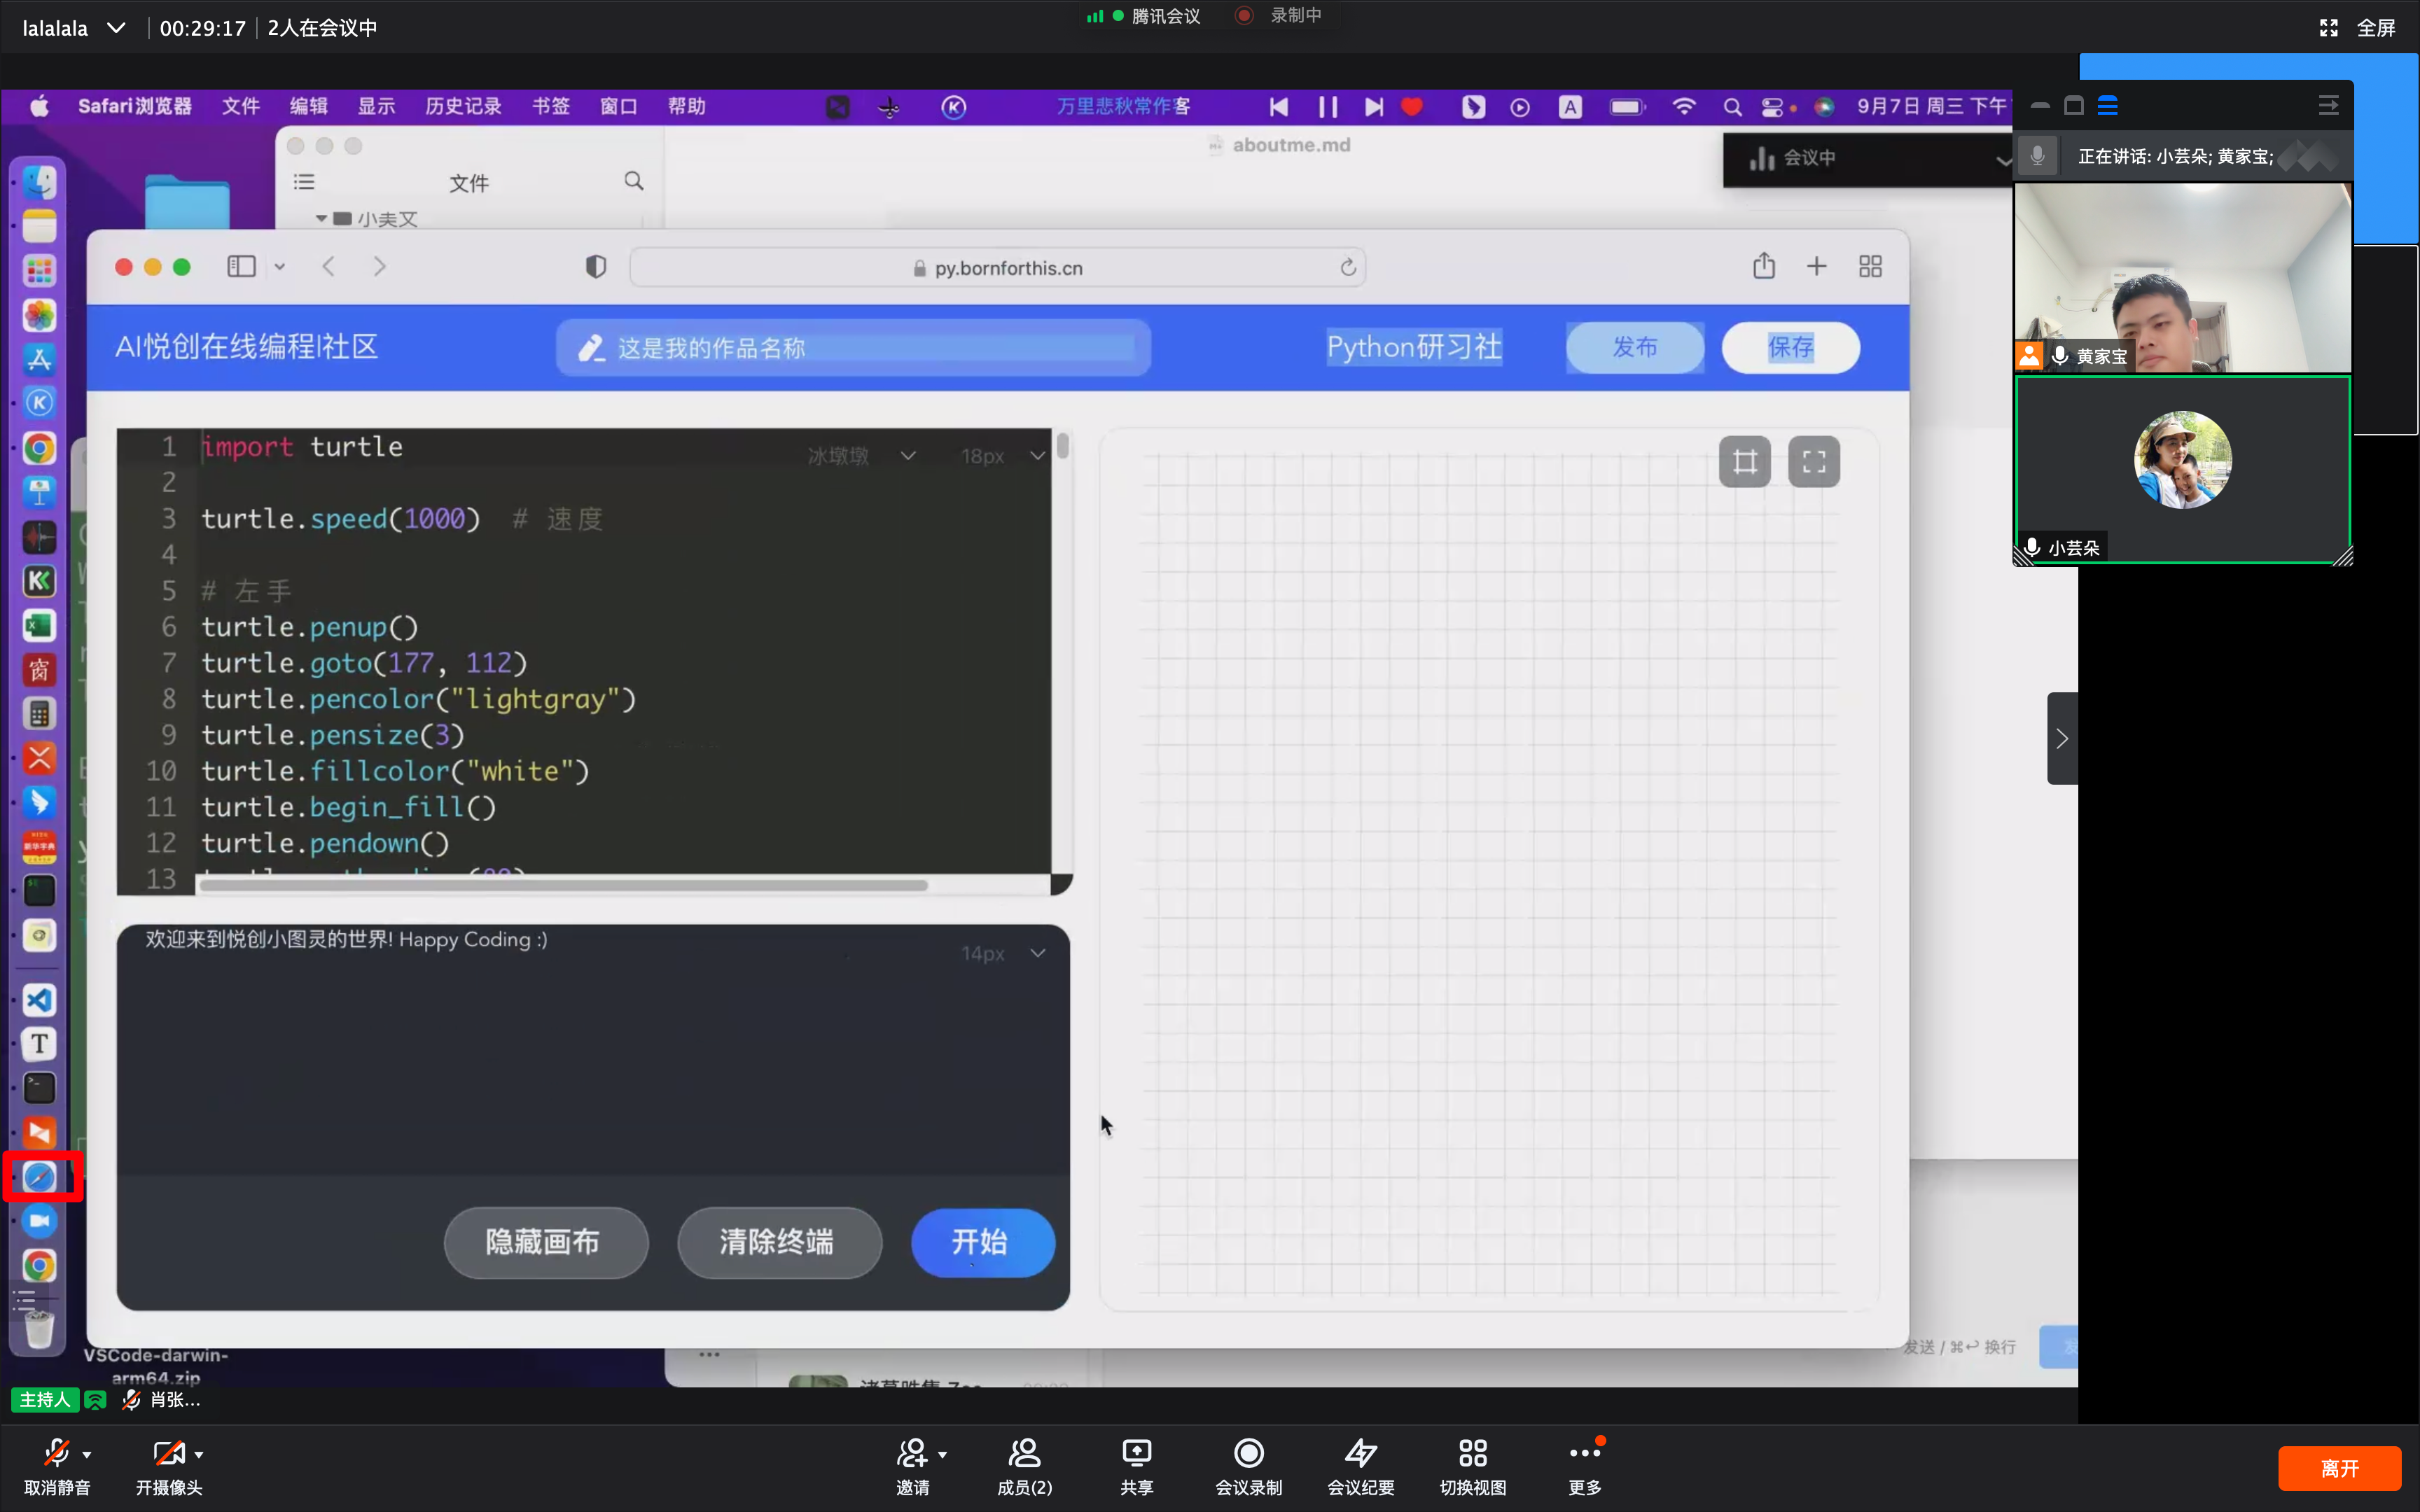 lalalala
00:29:17
2人在会议中
腾讯会议
录制中
全屏
Safari浏览器 文件 编辑 显示 历史记录 书签 窗口 帮助
万里悲秋常作客
9月7日 周三 下午
aboutme.md
会议中
正在讲话: 小芸朵; 黄家宝;
文件
黄家宝
小芸朵
py.bornforthis.cn
AI悦创在线编程|社区
这是我的作品名称
Python研习社
发布
保存
冰墩墩
18px
1 import turtle
2
3 turtle.speed(1000) # 速度
4
5 # 左手
6 turtle.penup()
7 turtle.goto(177, 112)
8 turtle.pencolor("lightgray")
9 turtle.pensize(3)
10 turtle.fillcolor("white")
11 turtle.begin_fill()
12 turtle.pendown()
13
欢迎来到悦创小图灵的世界! Happy Coding :)
14px
隐藏画布
清除终端
开始
发送 / ⌘↩ 换行
VSCode-darwin-
arm64.zip
主持人
肖张...
取消静音
开摄像头
邀请
成员(2)
共享
会议录制
会议纪要
切换视图
更多
离开